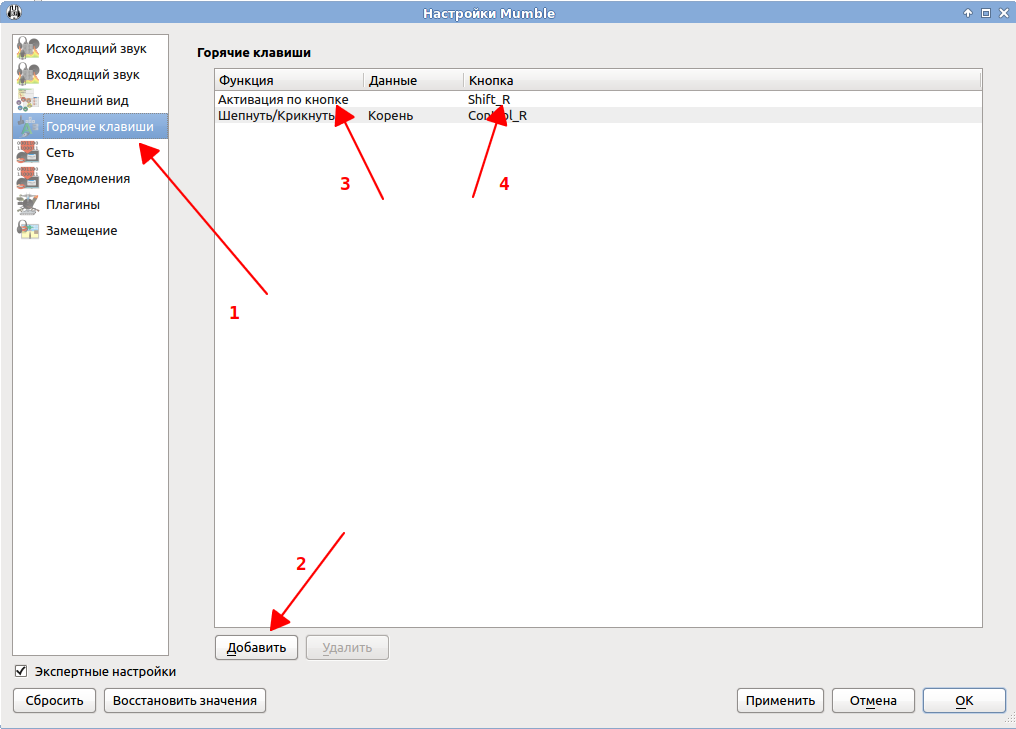 Настройки Mumble
Исходящий звук
Входящий звук
Внешний вид
Горячие клавиши
Сеть
Уведомления
Плагины
Замещение
Горячие клавиши
Функция Данные Кнопка
Активация по кнопке Shift_R
Шепнуть/Крикнуть Корень Control_R
3 4
1
2
Добавить Удалить
Экспертные настройки
Сбросить Восстановить значения Применить Отмена OK